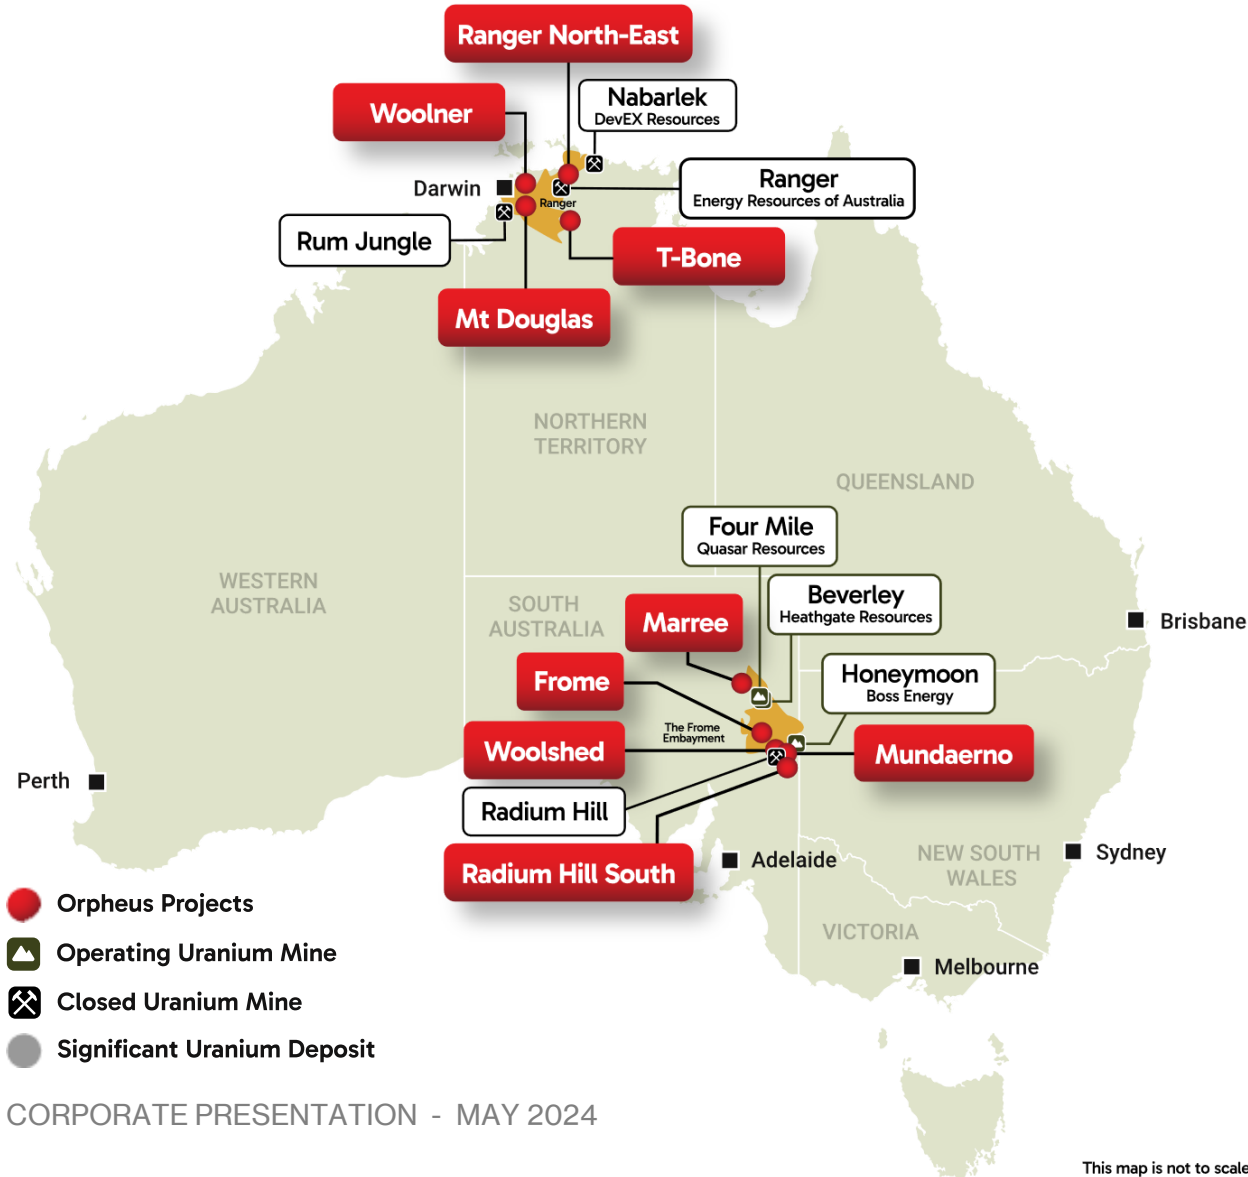 Ranger North-East
Nabarlek
DevEX Resources
Woolner
Ranger
Energy Resources of Australia
Darwin
Ranger
Rum Jungle
T-Bone
Mt Douglas
NORTHERN
TERRITORY
QUEENSLAND
Four Mile
Quasar Resources
WESTERN
AUSTRALIA
SOUTH
AUSTRALIA
Beverley
Heathgate Resources
Marree
Brisbane
Frome
Honeymoon
Boss Energy
The Frome
Embayment
Woolshed
Mundaerno
Perth
Radium Hill
Radium Hill South
Adelaide
NEW SOUTH
WALES
Sydney
VICTORIA
Melbourne
Orpheus Projects
Operating Uranium Mine
Closed Uranium Mine
Significant Uranium Deposit
CORPORATE PRESENTATION - MAY 2024
This map is not to scale